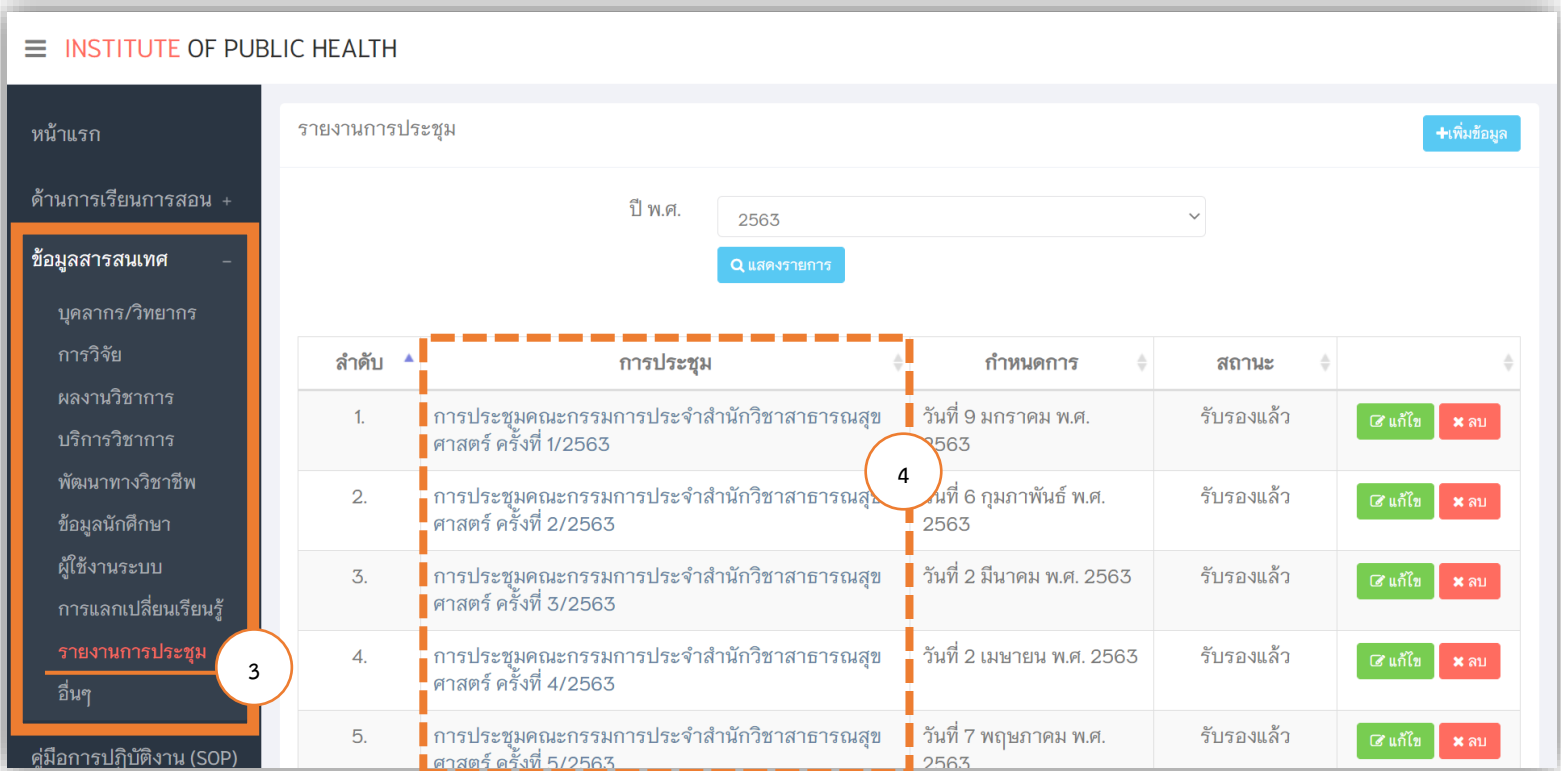 INSTITUTE OF PUBLIC HEALTH
หน้าแรก
ด้านการเรียนการสอน +
ข้อมูลสารสนเทศ –
บุคลากร/วิทยากร
การวิจัย
ผลงานวิชาการ
บริการวิชาการ
พัฒนาทางวิชาชีพ
ข้อมูลนักศึกษา
ผู้ใช้งานระบบ
การแลกเปลี่ยนเรียนรู้
รายงานการประชุม
3
อื่นๆ
คู่มือการปฏิบัติงาน (SOP)
รายงานการประชุม
+เพิ่มข้อมูล
ปี พ.ศ. 2563
แสดงรายการ
ลำดับ การประชุม กำหนดการ สถานะ
1. การประชุมคณะกรรมการประจำสำนักวิชาสาธารณสุข วันที่ 9 มกราคม พ.ศ. รับรองแล้ว แก้ไข ลบ
ศาสตร์ ครั้งที่ 1/2563 2563
4
2. การประชุมคณะกรรมการประจำสำนักวิชาสาธารณสุข วันที่ 6 กุมภาพันธ์ พ.ศ. รับรองแล้ว แก้ไข ลบ
ศาสตร์ ครั้งที่ 2/2563 2563
3. การประชุมคณะกรรมการประจำสำนักวิชาสาธารณสุข วันที่ 2 มีนาคม พ.ศ. 2563 รับรองแล้ว แก้ไข ลบ
ศาสตร์ ครั้งที่ 3/2563
4. การประชุมคณะกรรมการประจำสำนักวิชาสาธารณสุข วันที่ 2 เมษายน พ.ศ. 2563 รับรองแล้ว แก้ไข ลบ
ศาสตร์ ครั้งที่ 4/2563
5. การประชุมคณะกรรมการประจำสำนักวิชาสาธารณสุข วันที่ 7 พฤษภาคม พ.ศ. รับรองแล้ว แก้ไข ลบ
ศาสตร์ ครั้งที่ 5/2563 2563